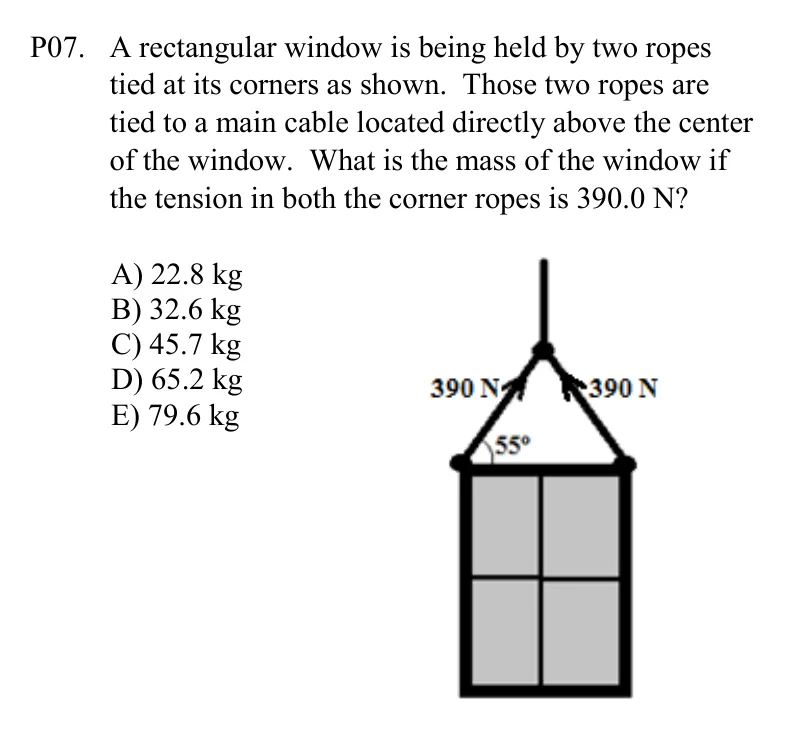 P07. A rectangular window is being held by two ropes
tied at its corners as shown. Those two ropes are
tied to a main cable located directly above the center
of the window. What is the mass of the window if
the tension in both the corner ropes is 390.0 N?
A) 22.8 kg
B) 32.6 kg
C) 45.7 kg
D) 65.2 kg
E) 79.6 kg
390 N 390 N
55º